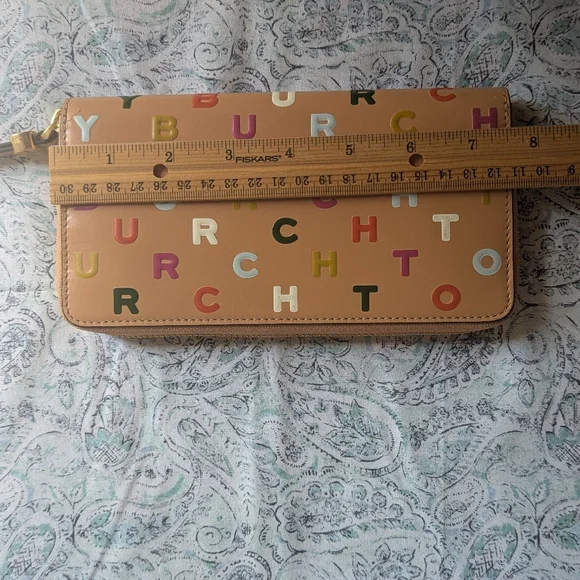 Y B U R C
Y B U R C H
1 2 3 4 5 6 7 8
FISKARS®
30 29 28 27 26 25 24 23 22 21 20 19 18 17 16 15 14 13 12 11 10 9
U R C H T
U R C H T O
R C H T O